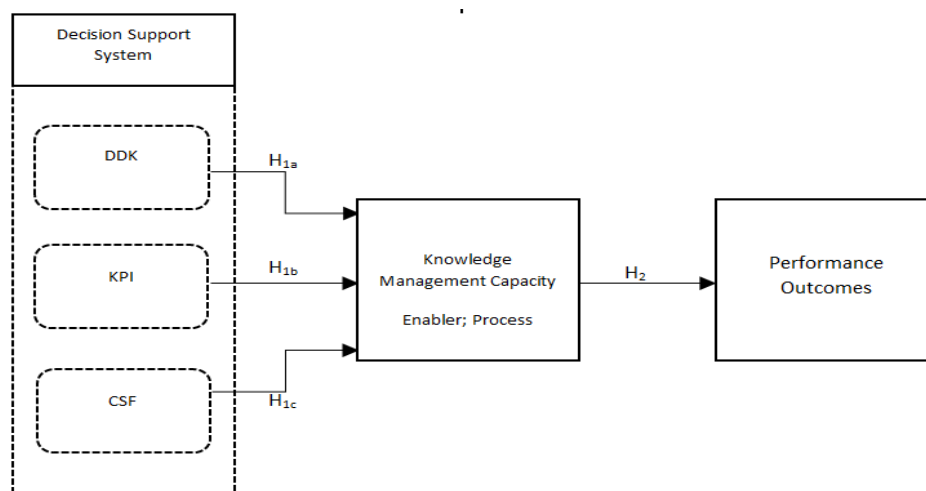 Decision Support
System
DDK
H1a
KPI
H1b
CSF
H1c
Knowledge
Management Capacity
Enabler; Process
H2
Performance
Outcomes